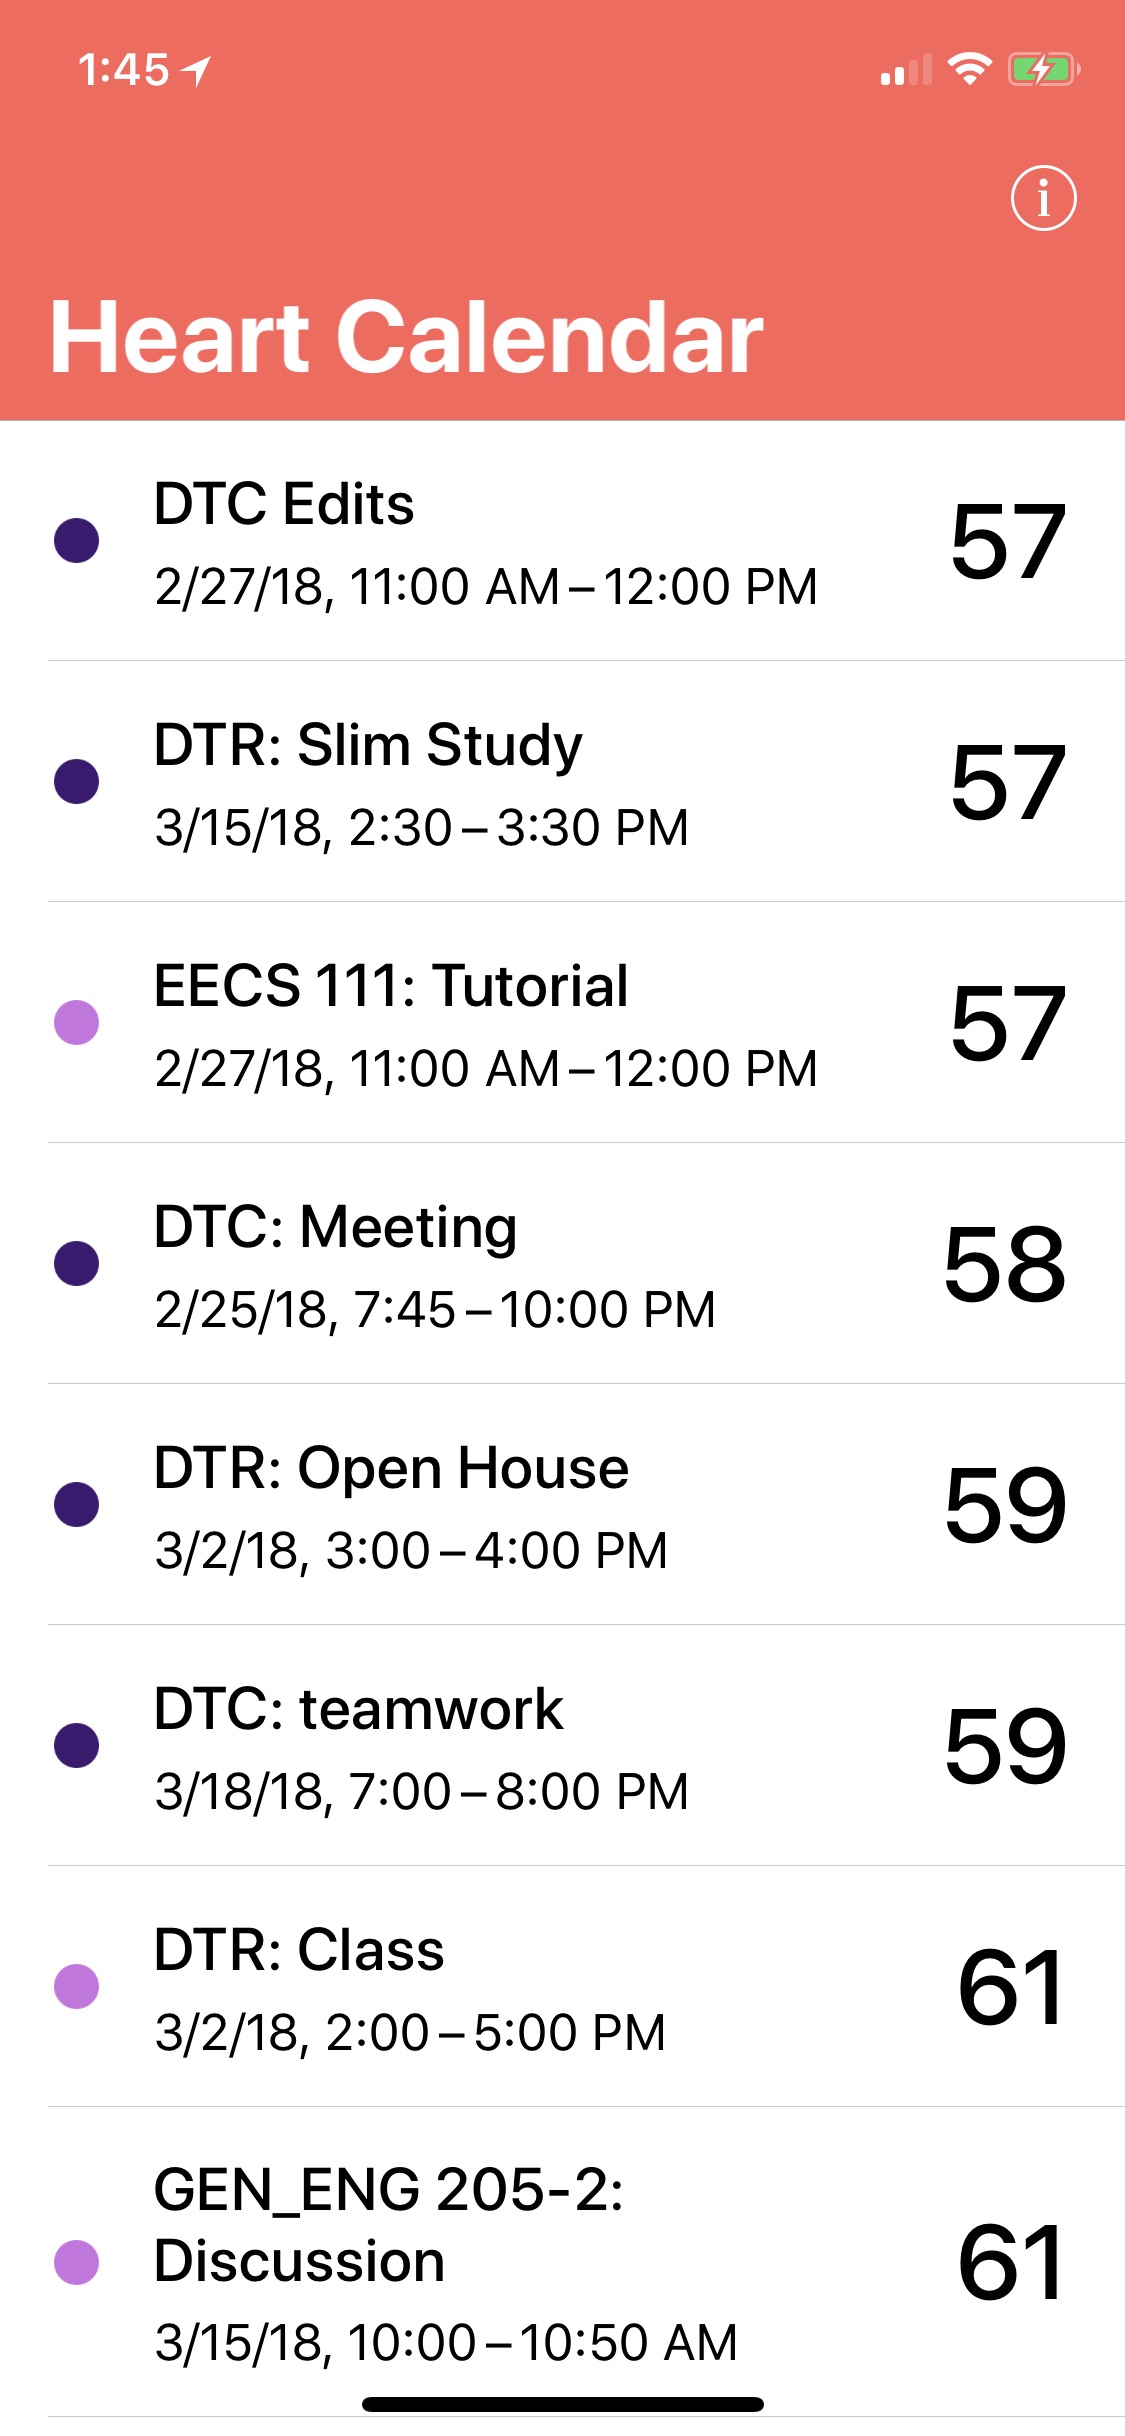 1:45
i
Heart Calendar
DTC Edits
2/27/18, 11:00 AM – 12:00 PM
57
DTR: Slim Study
3/15/18, 2:30 – 3:30 PM
57
EECS 111: Tutorial
2/27/18, 11:00 AM – 12:00 PM
57
DTC: Meeting
2/25/18, 7:45 – 10:00 PM
58
DTR: Open House
3/2/18, 3:00 – 4:00 PM
59
DTC: teamwork
3/18/18, 7:00 – 8:00 PM
59
DTR: Class
3/2/18, 2:00 – 5:00 PM
61
GEN_ENG 205-2:
Discussion
3/15/18, 10:00 – 10:50 AM
61